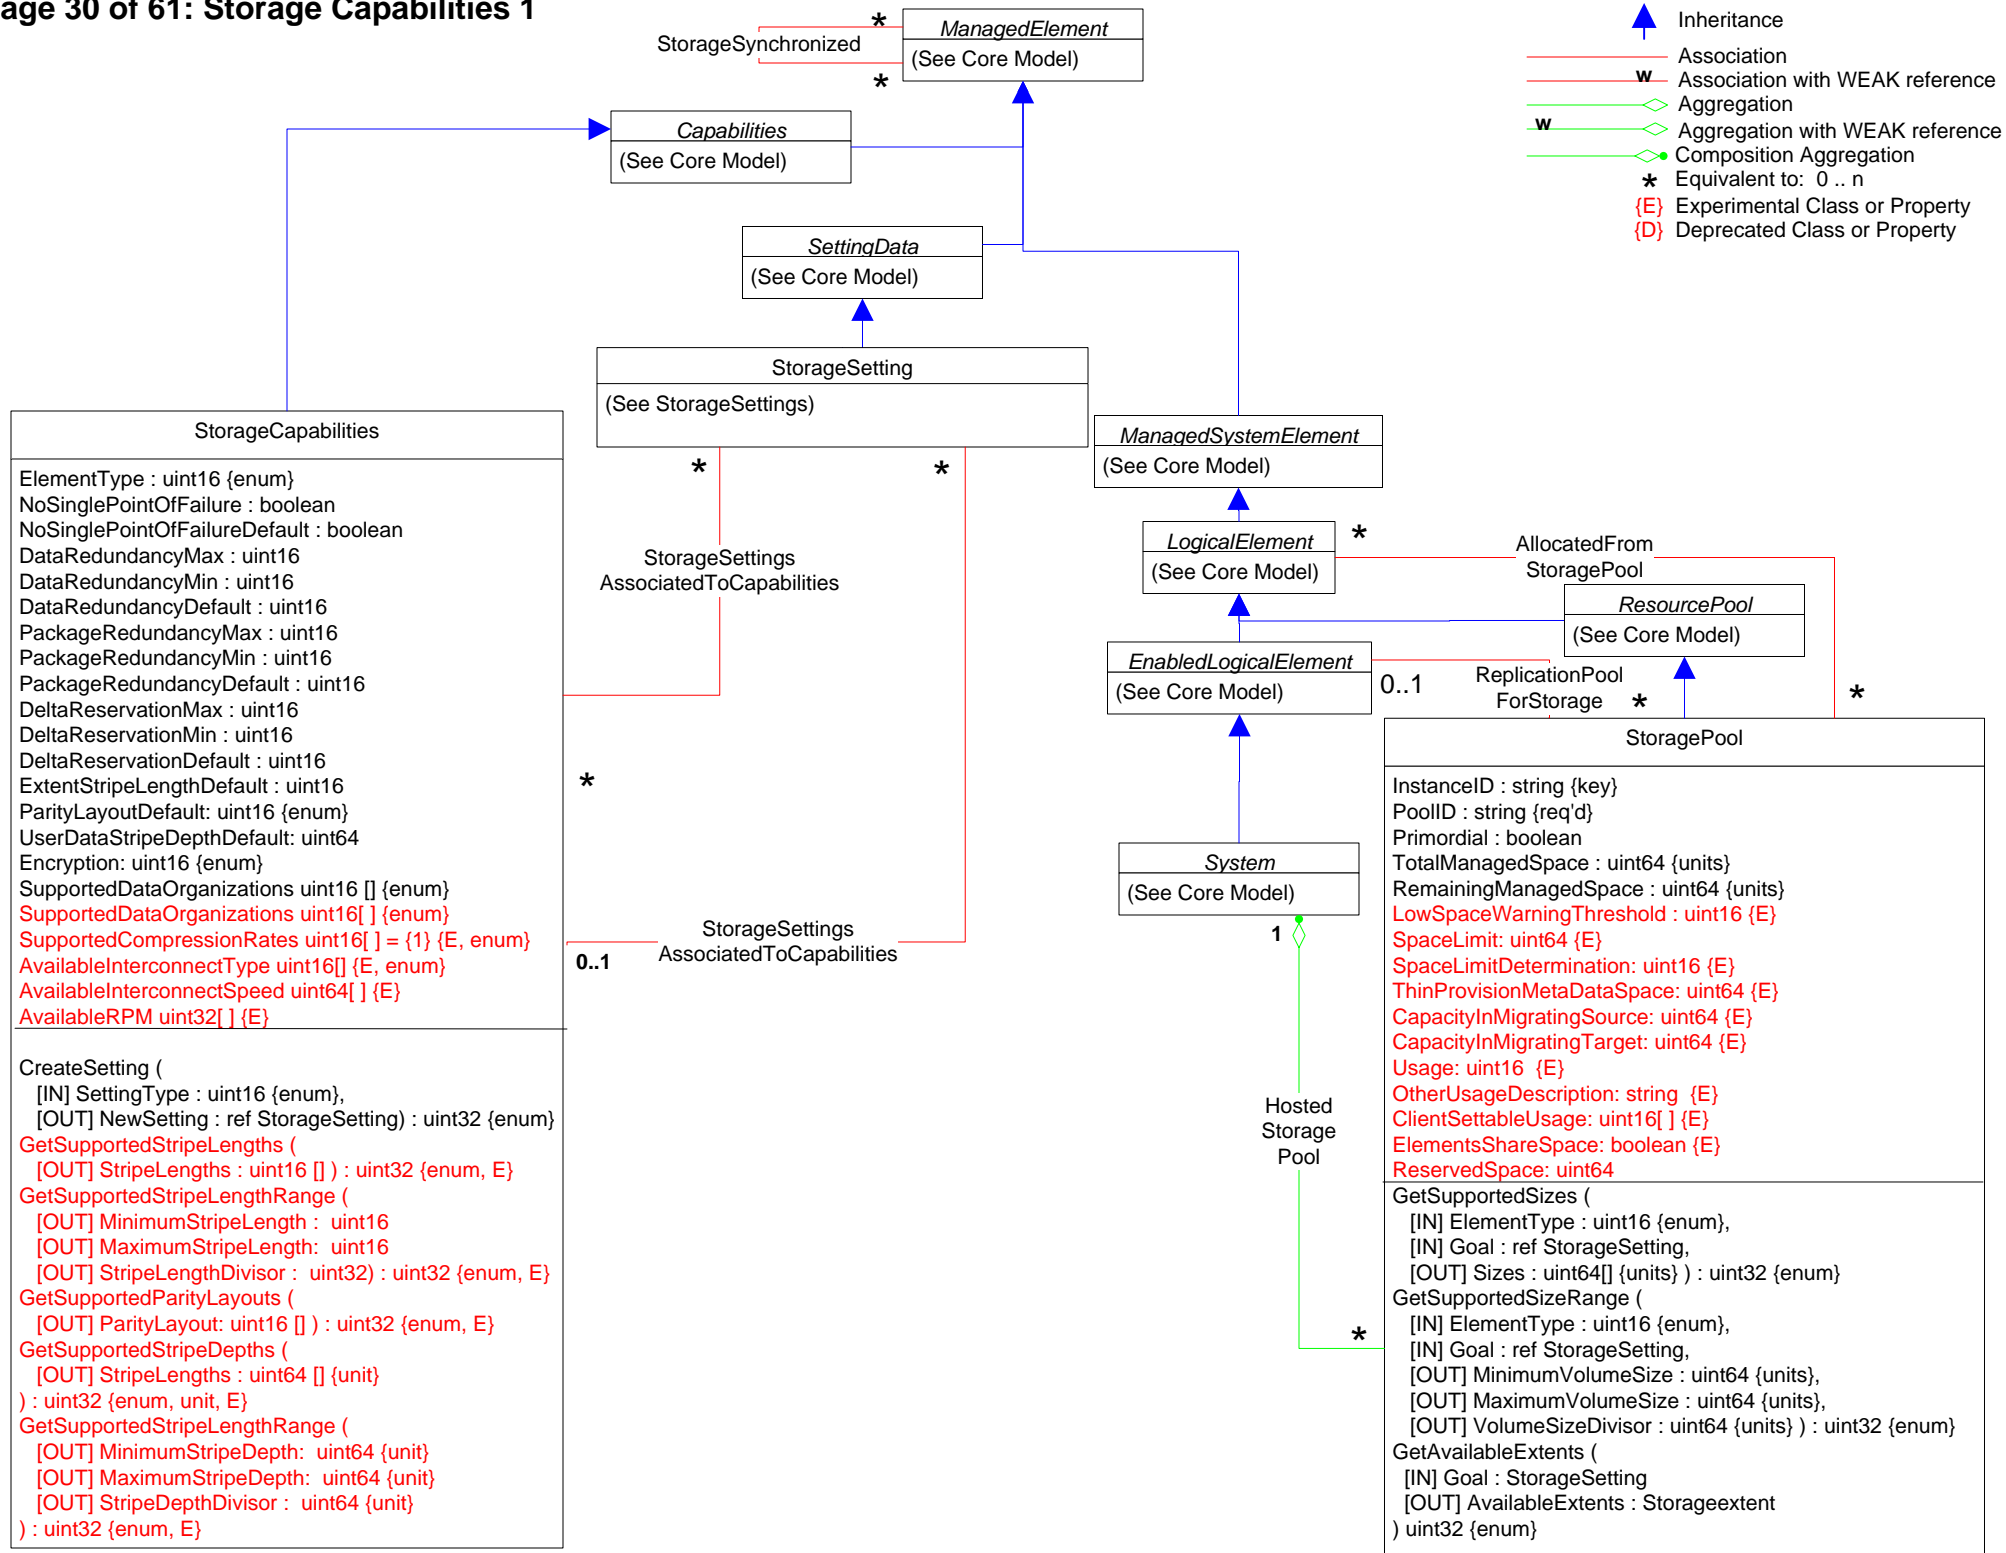 age 30 of 61: Storage Capabilities 1
Inheritance
Association
w Association with WEAK reference
Aggregation
w Aggregation with WEAK reference
Composition Aggregation
* Equivalent to: 0 .. n
{E} Experimental Class or Property
{D} Deprecated Class or Property
StorageSynchronized
*
*
ManagedElement
(See Core Model)
Capabilities
(See Core Model)
SettingData
(See Core Model)
StorageSetting
(See StorageSettings)
*
*
StorageSettings
AssociatedToCapabilities
*
StorageSettings
AssociatedToCapabilities
0..1
StorageCapabilities
ElementType : uint16 {enum}
NoSinglePointOfFailure : boolean
NoSinglePointOfFailureDefault : boolean
DataRedundancyMax : uint16
DataRedundancyMin : uint16
DataRedundancyDefault : uint16
PackageRedundancyMax : uint16
PackageRedundancyMin : uint16
PackageRedundancyDefault : uint16
DeltaReservationMax : uint16
DeltaReservationMin : uint16
DeltaReservationDefault : uint16
ExtentStripeLengthDefault : uint16
ParityLayoutDefault: uint16 {enum}
UserDataStripeDepthDefault: uint64
Encryption: uint16 {enum}
SupportedDataOrganizations uint16 [] {enum}
SupportedDataOrganizations uint16[ ] {enum}
SupportedCompressionRates uint16[ ] = {1} {E, enum}
AvailableInterconnectType uint16[] {E, enum}
AvailableInterconnectSpeed uint64[ ] {E}
AvailableRPM uint32[ ] {E}
CreateSetting (
[IN] SettingType : uint16 {enum},
[OUT] NewSetting : ref StorageSetting) : uint32 {enum}
GetSupportedStripeLengths (
[OUT] StripeLengths : uint16 [] ) : uint32 {enum, E}
GetSupportedStripeLengthRange (
[OUT] MinimumStripeLength : uint16
[OUT] MaximumStripeLength: uint16
[OUT] StripeLengthDivisor : uint32) : uint32 {enum, E}
GetSupportedParityLayouts (
[OUT] ParityLayout: uint16 [] ) : uint32 {enum, E}
GetSupportedStripeDepths (
[OUT] StripeLengths : uint64 [] {unit}
) : uint32 {enum, unit, E}
GetSupportedStripeLengthRange (
[OUT] MinimumStripeDepth: uint64 {unit}
[OUT] MaximumStripeDepth: uint64 {unit}
[OUT] StripeDepthDivisor : uint64 {unit}
) : uint32 {enum, E}
ManagedSystemElement
(See Core Model)
LogicalElement
(See Core Model)
*
AllocatedFrom
StoragePool
*
ResourcePool
(See Core Model)
EnabledLogicalElement
(See Core Model)
0..1
ReplicationPool
ForStorage
*
System
(See Core Model)
1
Hosted
Storage
Pool
*
StoragePool
InstanceID : string {key}
PoolID : string {req'd}
Primordial : boolean
TotalManagedSpace : uint64 {units}
RemainingManagedSpace : uint64 {units}
LowSpaceWarningThreshold : uint16 {E}
SpaceLimit: uint64 {E}
SpaceLimitDetermination: uint16 {E}
ThinProvisionMetaDataSpace: uint64 {E}
CapacityInMigratingSource: uint64 {E}
CapacityInMigratingTarget: uint64 {E}
Usage: uint16 {E}
OtherUsageDescription: string {E}
ClientSettableUsage: uint16[ ] {E}
ElementsShareSpace: boolean {E}
ReservedSpace: uint64
GetSupportedSizes (
[IN] ElementType : uint16 {enum},
[IN] Goal : ref StorageSetting,
[OUT] Sizes : uint64[] {units} ) : uint32 {enum}
GetSupportedSizeRange (
[IN] ElementType : uint16 {enum},
[IN] Goal : ref StorageSetting,
[OUT] MinimumVolumeSize : uint64 {units},
[OUT] MaximumVolumeSize : uint64 {units},
[OUT] VolumeSizeDivisor : uint64 {units} ) : uint32 {enum}
GetAvailableExtents (
[IN] Goal : StorageSetting
[OUT] AvailableExtents : Storageextent
) uint32 {enum}